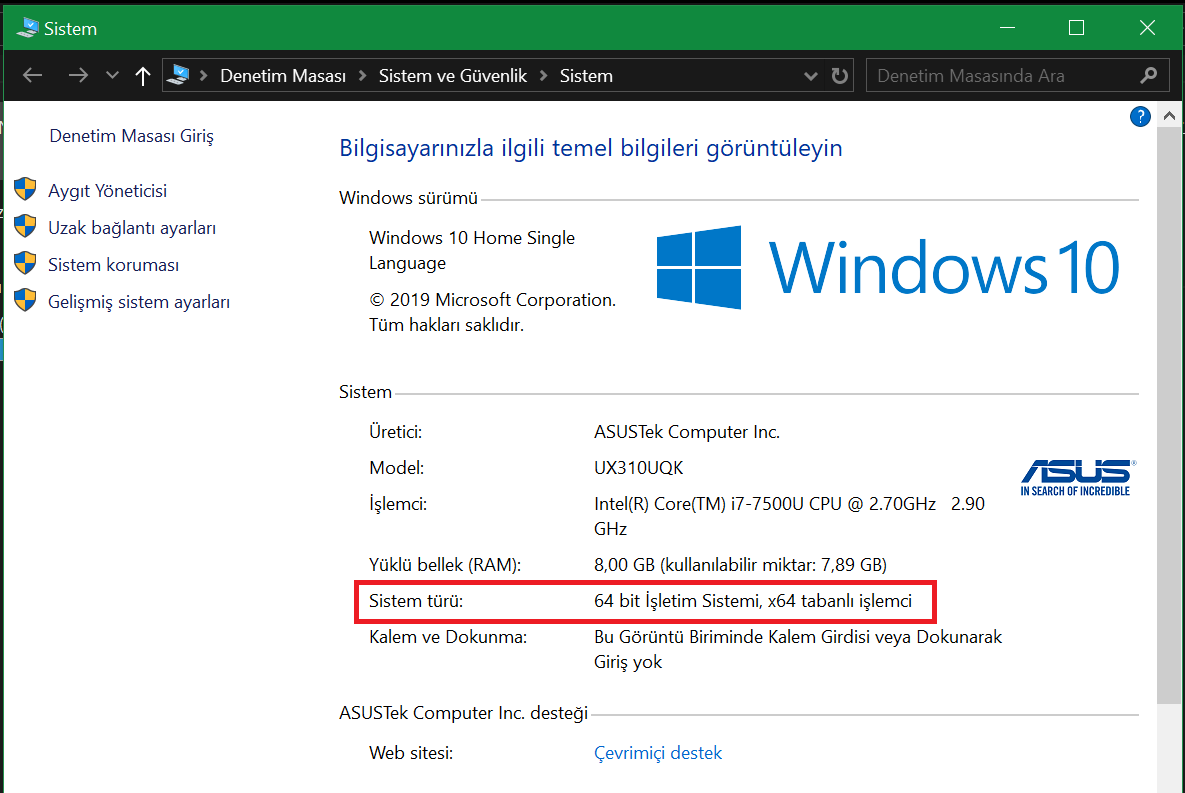 Sistem
Denetim Masası > Sistem ve Güvenlik > Sistem
Denetim Masasında Ara
?
Denetim Masası Giriş
Aygıt Yöneticisi
Uzak bağlantı ayarları
Sistem koruması
Gelişmiş sistem ayarları
Bilgisayarınızla ilgili temel bilgileri görüntüleyin
Windows sürümü
Windows 10 Home Single
Language
© 2019 Microsoft Corporation.
Tüm hakları saklıdır.
Windows 10
Sistem
Üretici: ASUSTek Computer Inc.
Model: UX310UQK
İşlemci: Intel(R) Core(TM) i7-7500U CPU @ 2.70GHz 2.90
GHz
Yüklü bellek (RAM): 8,00 GB (kullanılabilir miktar: 7,89 GB)
Sistem türü: 64 bit İşletim Sistemi, x64 tabanlı işlemci
Kalem ve Dokunma: Bu Görüntü Biriminde Kalem Girdisi veya Dokunarak
Giriş yok
ASUS®
IN SEARCH OF INCREDIBLE
ASUSTek Computer Inc. desteği
Web sitesi: Çevrimiçi destek